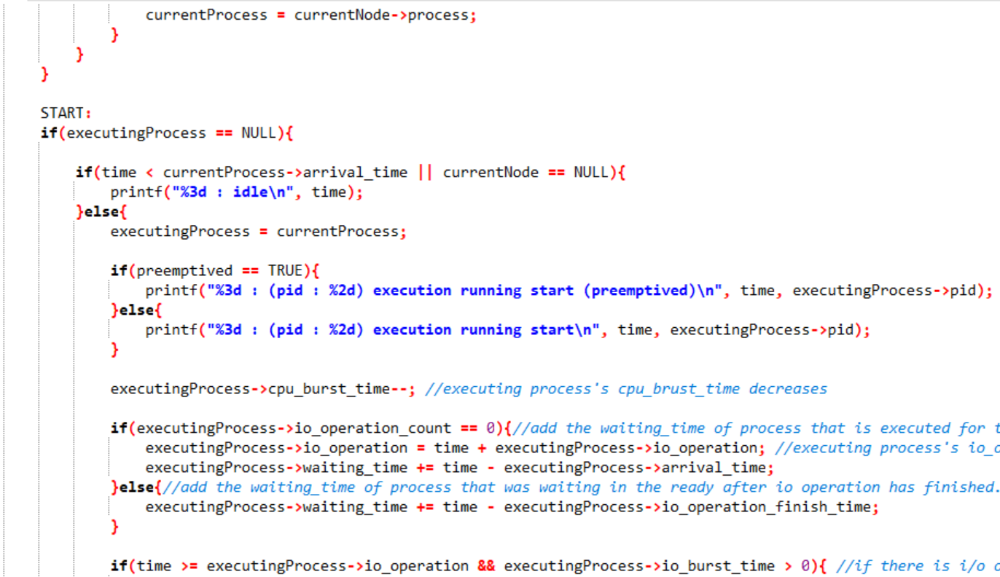 currentProcess = currentNode->process;
}
}
}
START:
if(executingProcess == NULL){
if(time < currentProcess->arrival_time || currentNode == NULL){
printf("%3d : idle\n", time);
}else{
executingProcess = currentProcess;
if(preemptived == TRUE){
printf("%3d : (pid : %2d) execution running start (preemptived)\n", time, executingProcess->pid);
}else{
printf("%3d : (pid : %2d) execution running start\n", time, executingProcess->pid);
}
executingProcess->cpu_burst_time--; //executing process's cpu_brust_time decreases
if(executingProcess->io_operation_count == 0){//add the waiting_time of process that is executed for
executingProcess->io_operation = time + executingProcess->io_operation; //executing process's
executingProcess->waiting_time += time - executingProcess->arrival_time;
}else{//add the waiting_time of process that was waiting in the ready after io operation has finished.
executingProcess->waiting_time += time - executingProcess->io_operation_finish_time;
}
if(time >= executingProcess->io_operation && executingProcess->io_burst_time > 0){ //if there is i/o